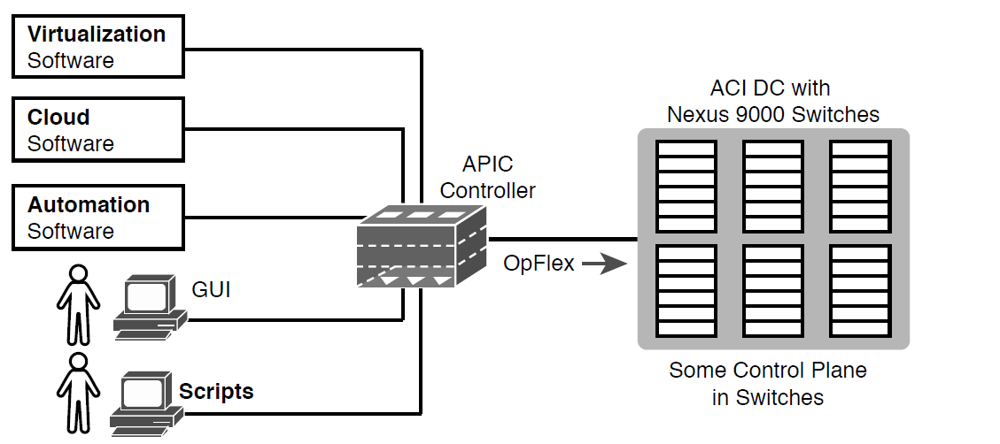 Virtualization
Software
Cloud
Software
Automation
Software
GUI
Scripts
APIC
Controller
OpFlex
ACI DC with
Nexus 9000 Switches
Some Control Plane
in Switches